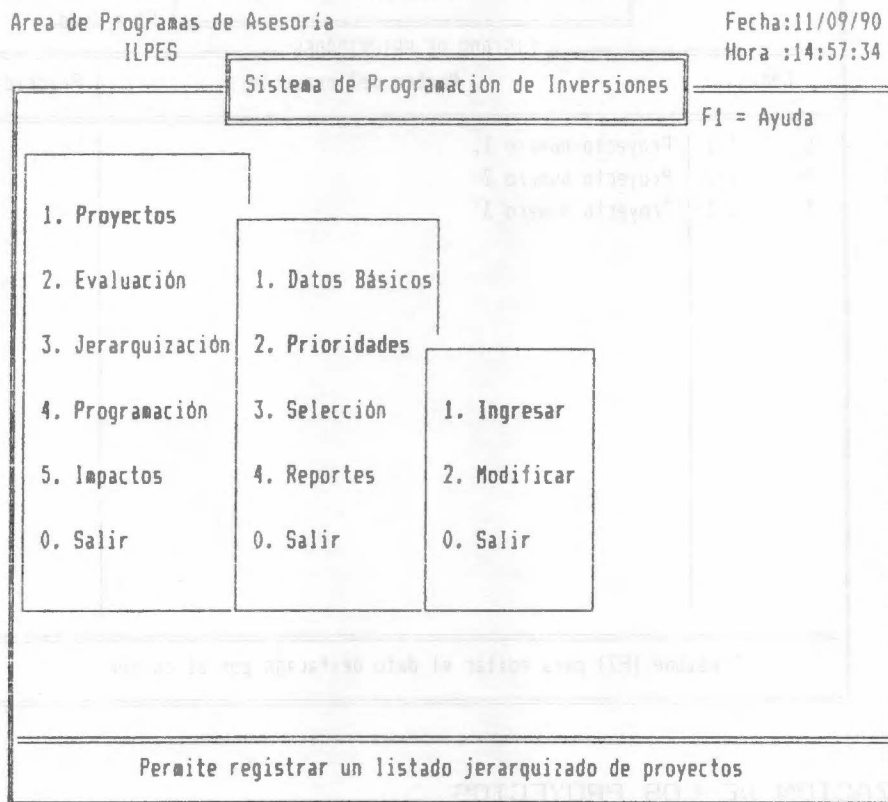 Area de Programas de Asesoría
Fecha:11/09/90
ILPES
Hora :14:57:34
Sistema de Programación de Inversiones
F1 = Ayuda
1. Proyectos
2. Evaluación
3. Jerarquización
4. Programación
5. Impactos
0. Salir
1. Datos Básicos
2. Prioridades
3. Selección
4. Reportes
0. Salir
1. Ingresar
2. Modificar
0. Salir
Permite registrar un listado jerarquizado de proyectos